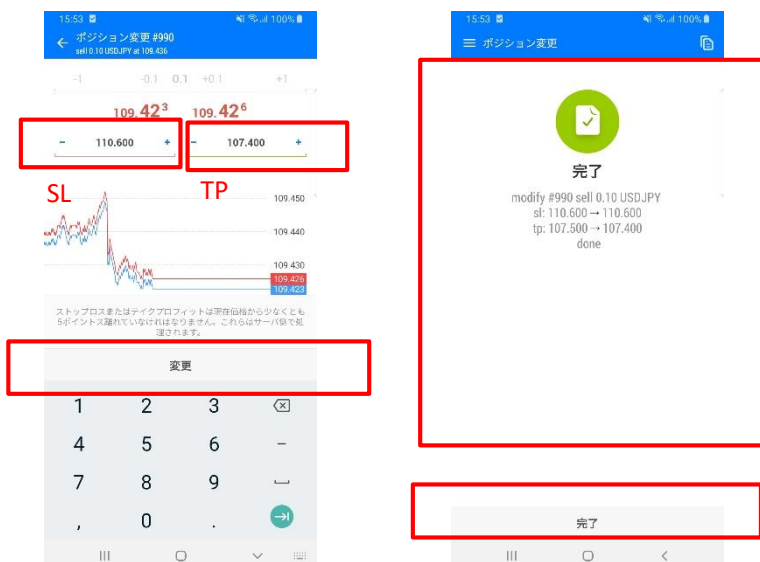 15:53
100%
ポジション変更 #990
sell 0.10 USDJPY at 109.436
-1 -0.1 0.1 +0.1 +1
109.423 109.426
- 110.600 + - 107.400 +
SL TP
109.450
109.440
109.430
109.426
109.423
ストップロスまたはテイクプロフィットは現在価格から少なくとも
5ポイントス離れていなければなりません。これらはサーバ側で処
理されます。
変更
1 2 3
4 5 6 -
7 8 9
, 0 .
15:53
100%
ポジション変更
完了
modify #990 sell 0.10 USDJPY
sl: 110.600 → 110.600
tp: 107.500 → 107.400
done
完了